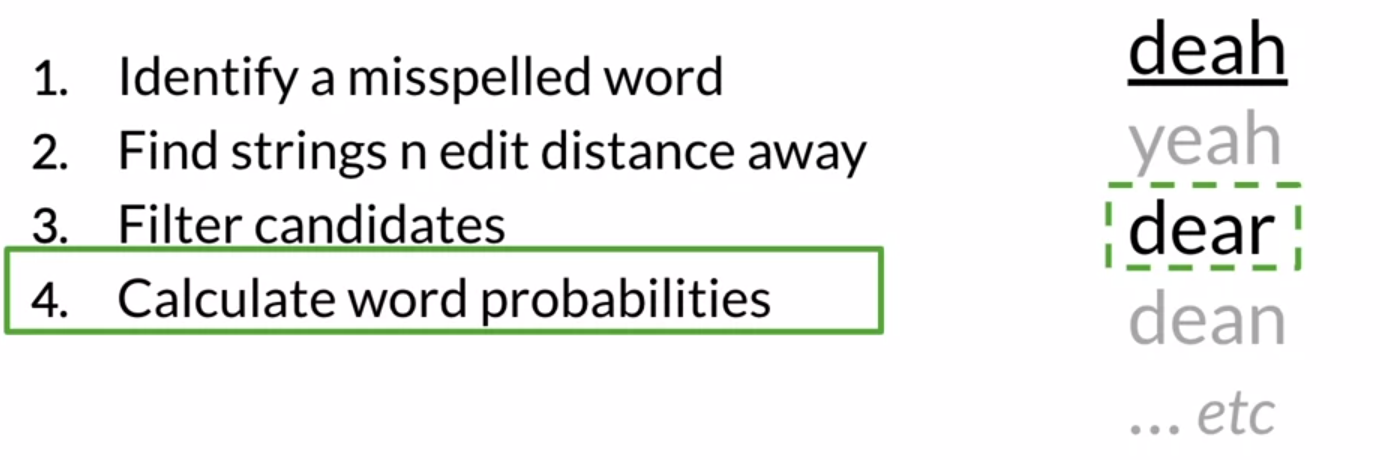 1. Identify a misspelled word
2. Find strings n edit distance away
3. Filter candidates
4. Calculate word probabilities
deah
yeah
dear
dean
... etc